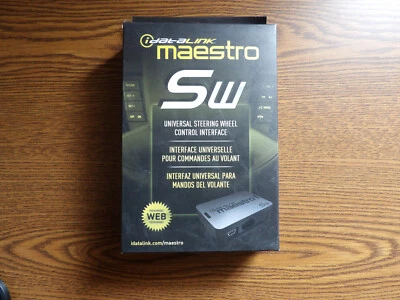 idataLINK
maestro
SW
UNIVERSAL STEERING WHEEL
CONTROL INTERFACE
INTERFACE UNIVERSELLE
POUR COMMANDES AU VOLANT
INTERFAZ UNIVERSAL PARA
MANDOS DEL VOLANTE
WEB
idatalink.com/maestro